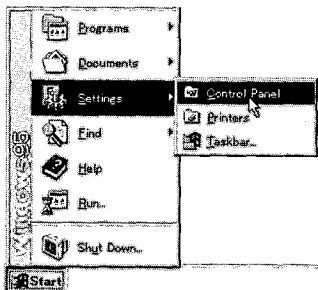 Programs
Documents
Settings
Find
Help
Run...
Shut Down...
Control Panel
Printers
Taskbar...
Windows95
Start